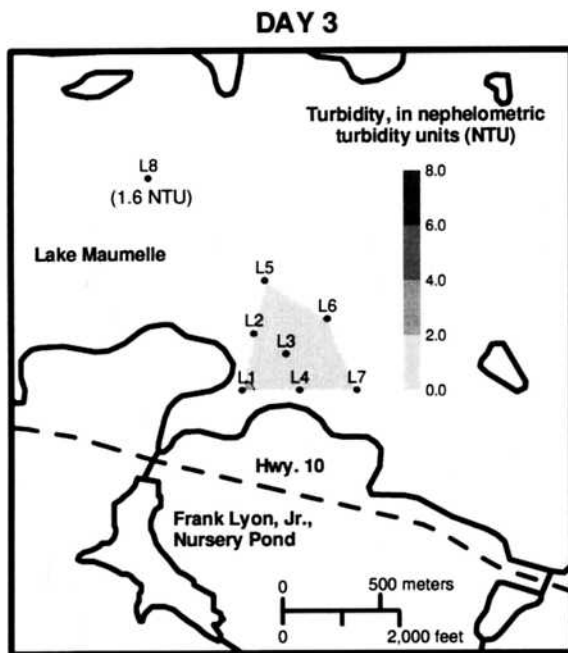 DAY 3
Turbidity, in nephelometric
turbidity units (NTU)
L8
(1.6 NTU)
8.0
6.0
4.0
2.0
0.0
Lake Maumelle
L5
L6
L2
L3
L1
L4
L7
Hwy. 10
Frank Lyon, Jr.,
Nursery Pond
0
500 meters
0
2,000 feet